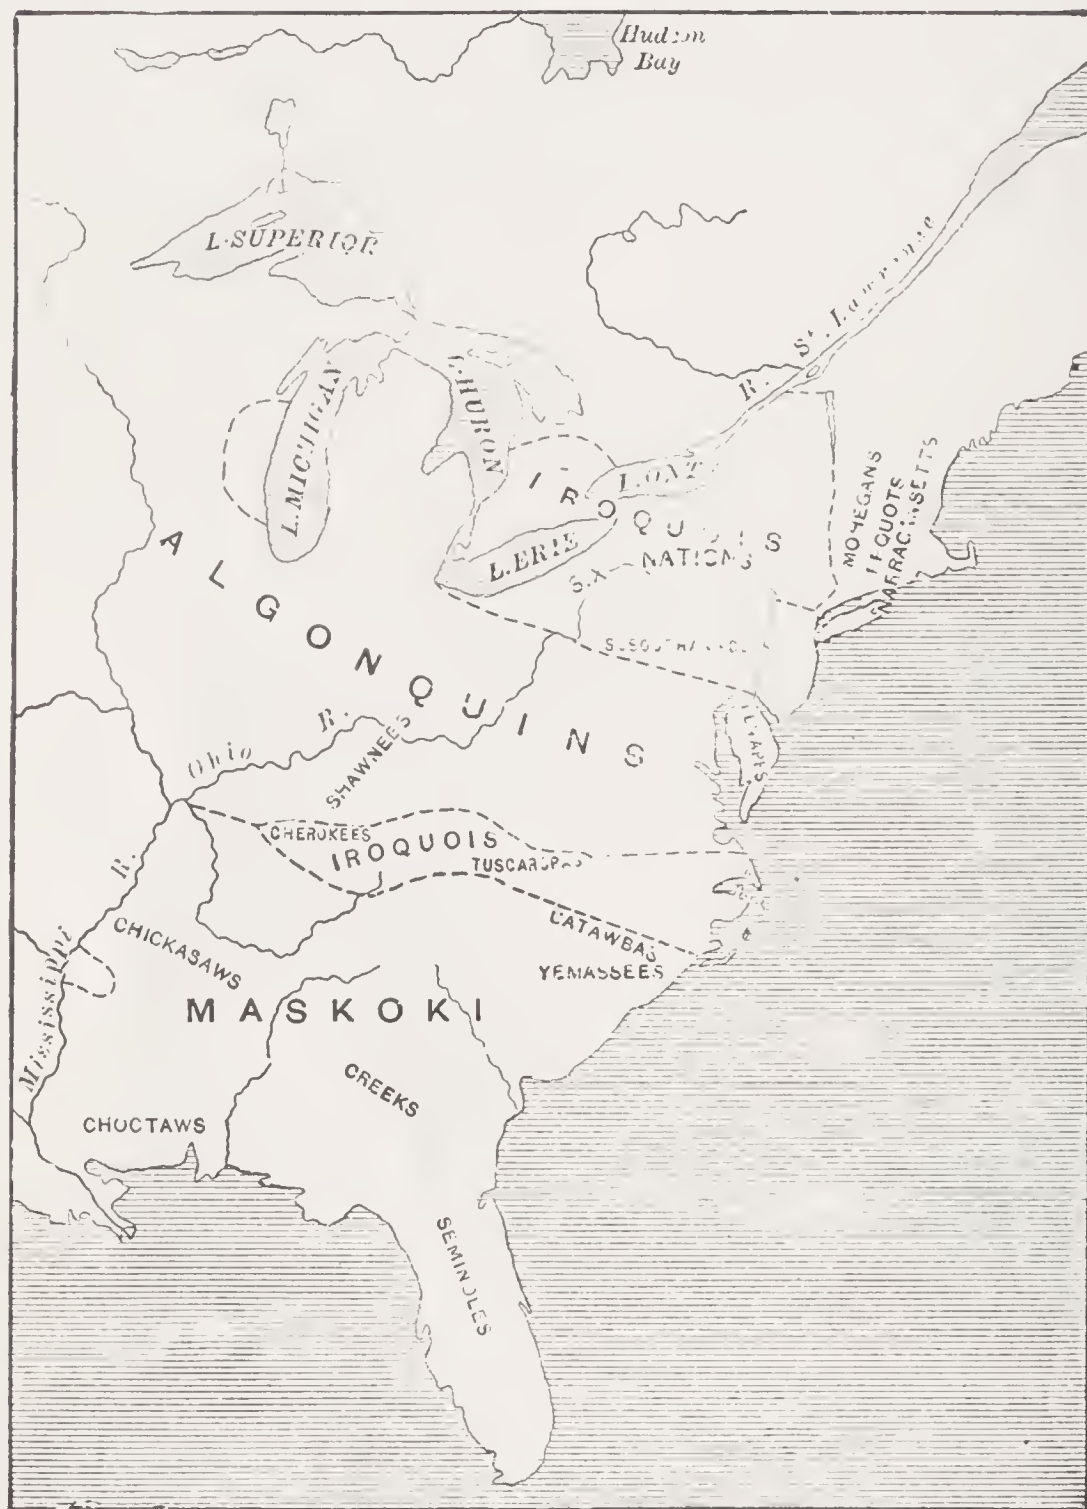 Hudson
Bay
L. SUPERIOR
R. St. Lawrence
L. MICHIGAN
L. HURON
L. ONT
IROQUOIS
L. ERIE
SIX NATIONS
MOHEGANS
PEQUOTS
NARRAGANSETTS
ALGONQUINS
Ohio R.
SHAWNEES
CHEROKEES
IROQUOIS
TUSCARORAS
CATAWBAS
YEMASSEES
Mississippi R.
CHICKASAWS
MASKOKI
CREEKS
CHOCTAWS
SEMINOLES